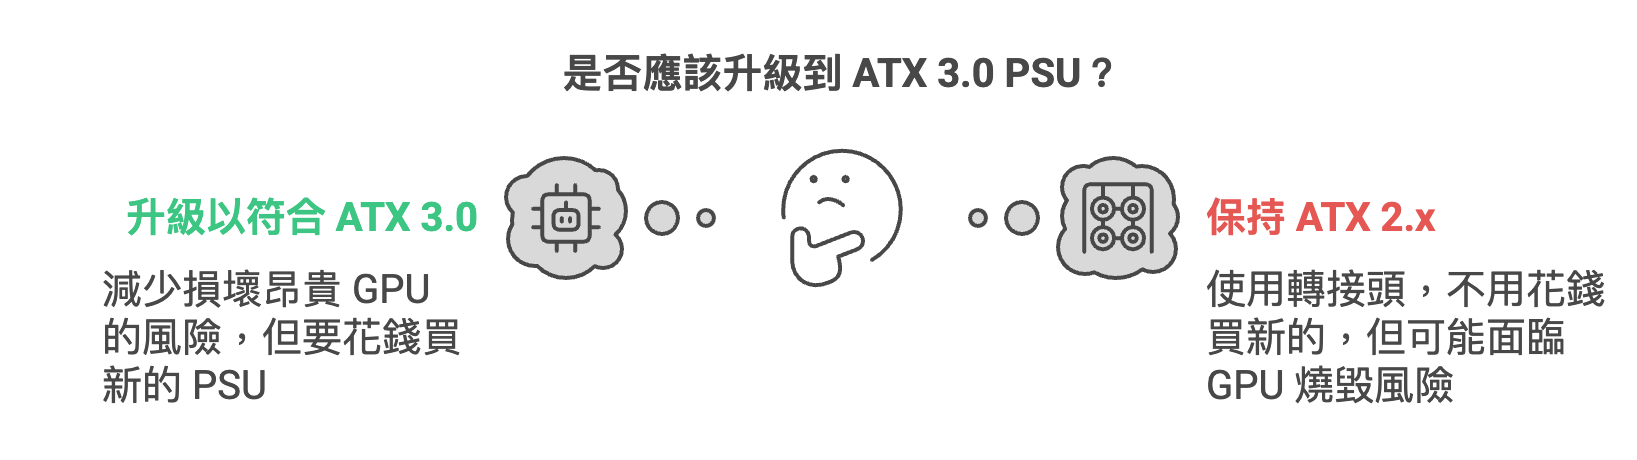 是否應該升級到 ATX 3.0 PSU？
升級以符合 ATX 3.0
減少損壞昂貴 GPU
的風險，但要花錢買
新的 PSU
保持 ATX 2.x
使用轉接頭，不用花錢
買新的，但可能面臨
GPU 燒毀風險